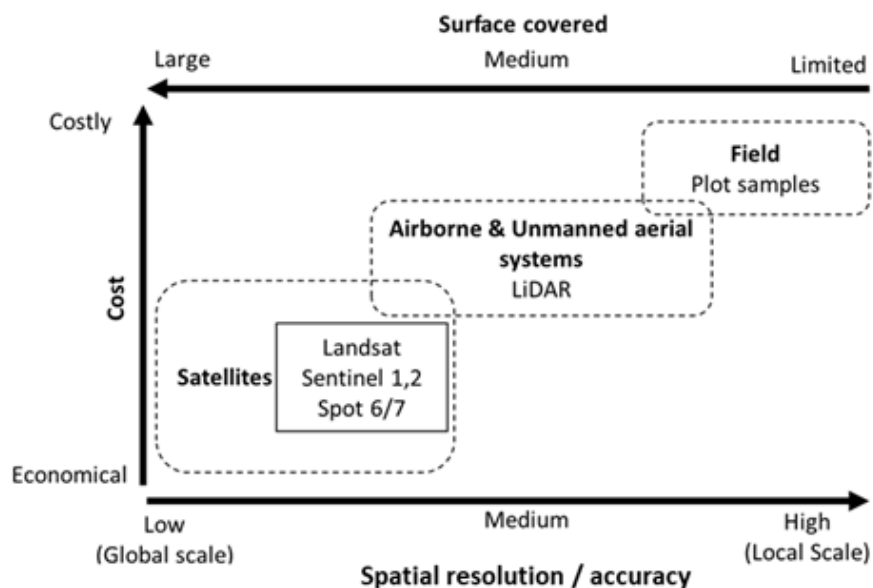 Surface covered
Large
Medium
Limited
Costly
Field
Plot samples
Airborne & Unmanned aerial
systems
LiDAR
Cost
Satellites
Landsat
Sentinel 1,2
Spot 6/7
Economical
Low
(Global scale)
Medium
High
(Local Scale)
Spatial resolution / accuracy